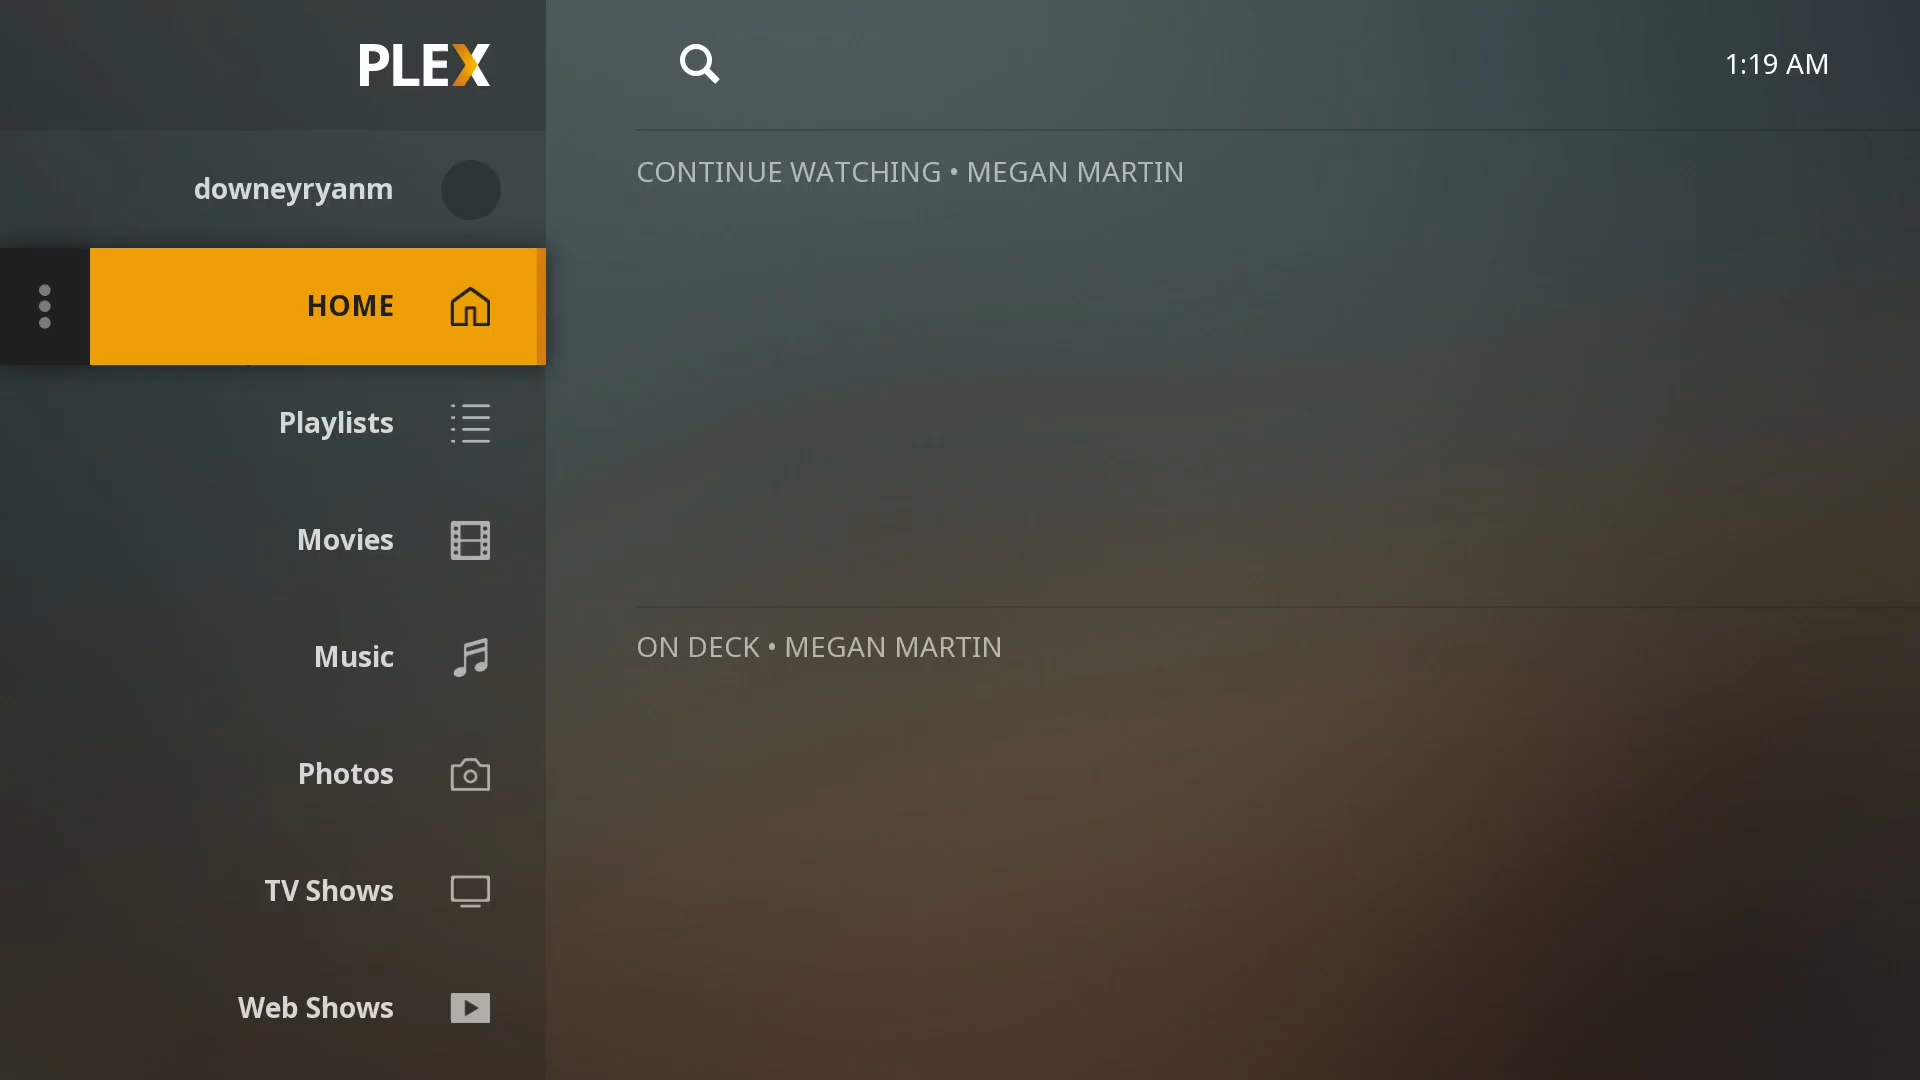 PLEX
1:19 AM
downeyryanm
HOME
Playlists
Movies
Music
Photos
TV Shows
Web Shows
CONTINUE WATCHING • MEGAN MARTIN
ON DECK • MEGAN MARTIN